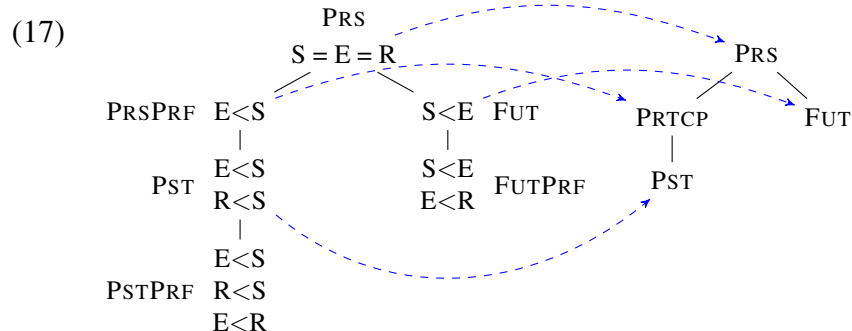 (17)
PRS
S = E = R
PRSPRF E<S
S<E FUT
E<S
PST
R<S
S<E
FUTPRF
E<R
E<S
PSTPRF R<S
E<R
PRS
PRTCP
FUT
PST